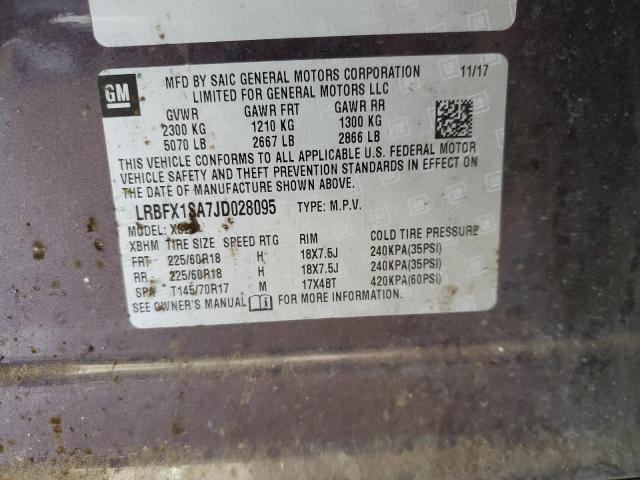 GM
MFD BY SAIC GENERAL MOTORS CORPORATION 11/17
LIMITED FOR GENERAL MOTORS LLC
GVWR GAWR FRT GAWR RR
2300 KG 1210 KG 1300 KG
5070 LB 2667 LB 2866 LB
THIS VEHICLE CONFORMS TO ALL APPLICABLE U.S. FEDERAL MOTOR
VEHICLE SAFETY AND THEFT PREVENTION STANDARDS IN EFFECT ON
THE DATE OF MANUFACTURE SHOWN ABOVE.
LRBFX1SA7JD028095 TYPE: M.P.V.
MODEL:
XBHM TIRE SIZE SPEED RTG RIM COLD TIRE PRESSURE
FRT 225/60R18 H 18X7.5J 240KPA(35PSI)
RR 225/60R18 H 18X7.5J 240KPA(35PSI)
SPA T145/70R17 M 17X4BT 420KPA(60PSI)
SEE OWNER'S MANUAL FOR MORE INFORMATION